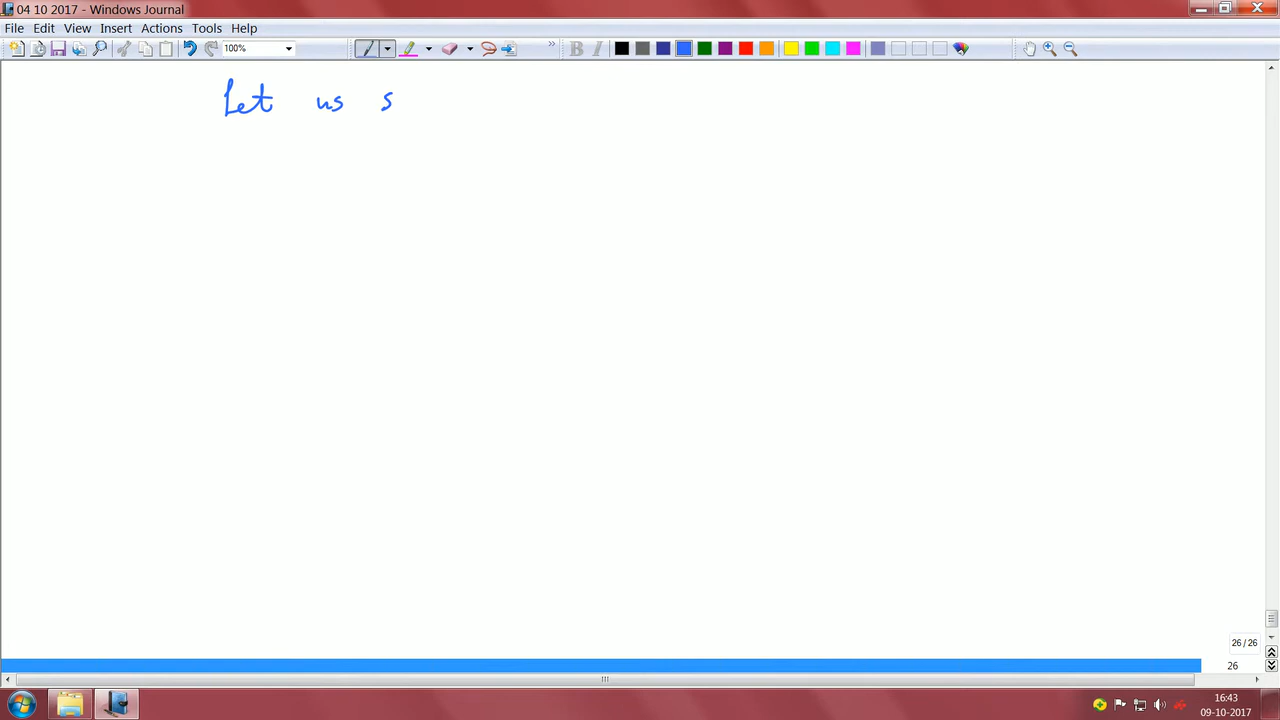 04 10 2017 - Windows Journal
File Edit View Insert Actions Tools Help
100% » B I
Let us s
26 / 26
26
16:43
09-10-2017